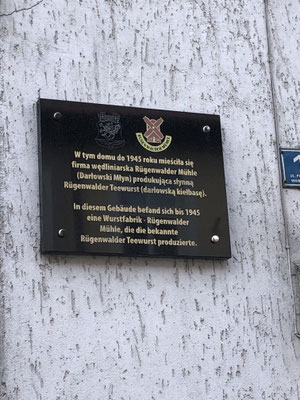 W tym domu do 1945 roku mieściła się
firma wędliniarska Rügenwalder Mühle
(Darłowski Młyn) produkująca słynną
Rügenwalder Teewurst (darłowską kiełbasę).
In diesem Gebäude befand sich bis 1945
eine Wurstfabrik - Rügenwalder
Mühle, die die bekannte
Rügenwalder Teewurst produzierte.